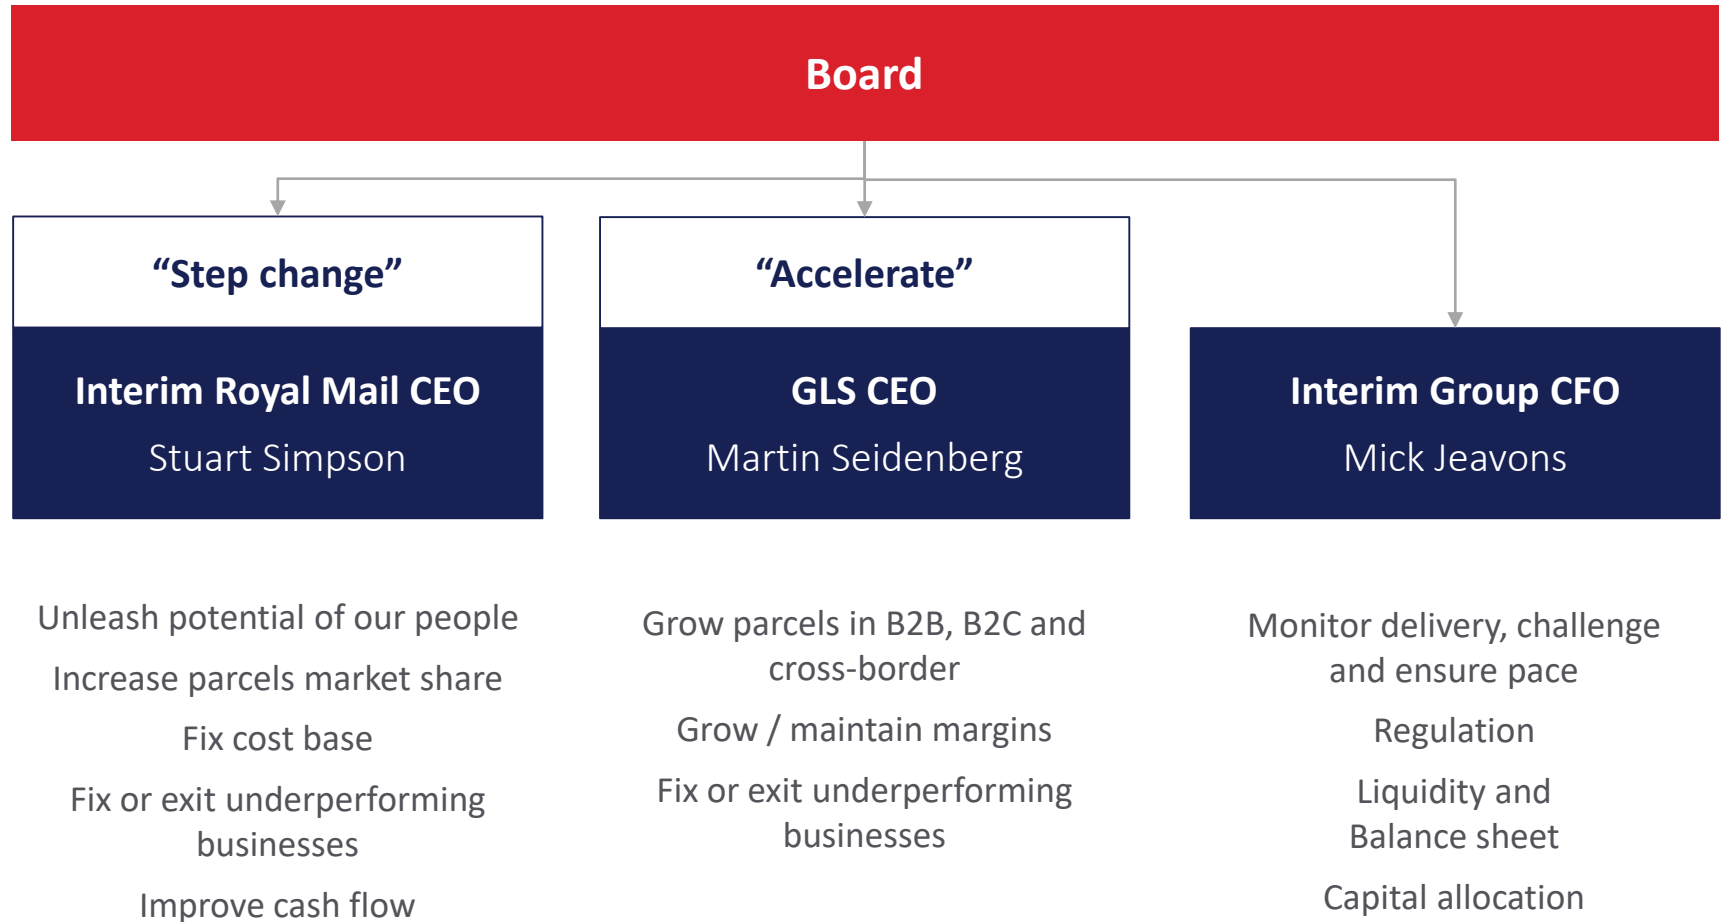 Board
“Step change”
Interim Royal Mail CEO
Stuart Simpson
Unleash potential of our people
Increase parcels market share
Fix cost base
Fix or exit underperforming
businesses
Improve cash flow
“Accelerate”
GLS CEO
Martin Seidenberg
Grow parcels in B2B, B2C and
cross-border
Grow / maintain margins
Fix or exit underperforming
businesses
Interim Group CFO
Mick Jeavons
Monitor delivery, challenge
and ensure pace
Regulation
Liquidity and
Balance sheet
Capital allocation